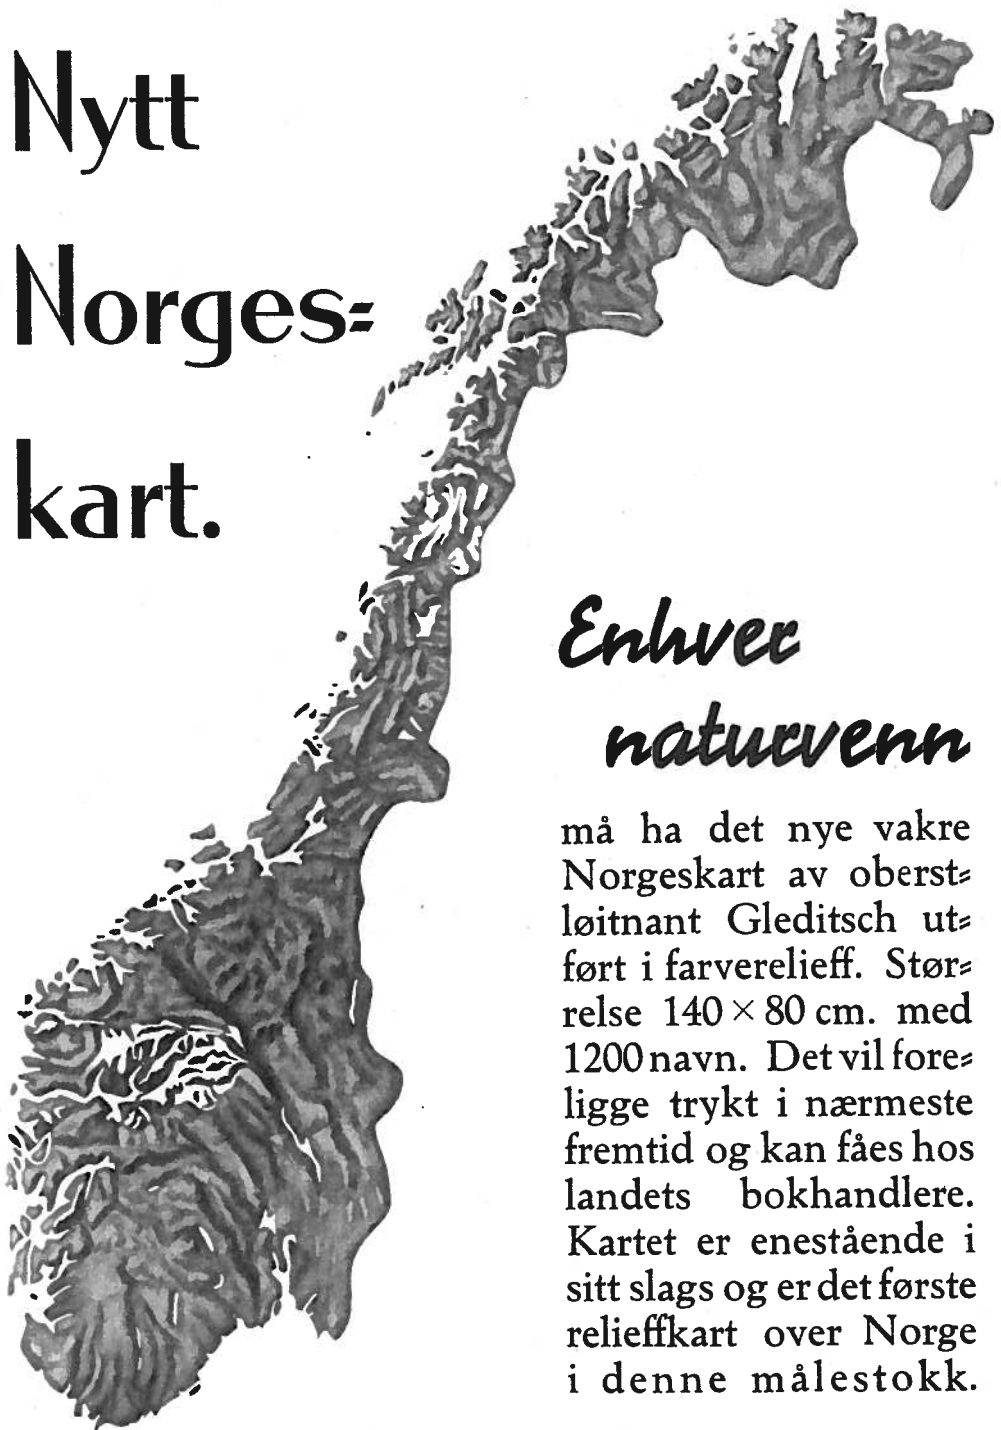 Nytt
Norges-
kart.
Enhver
naturvenn
må ha det nye vakre
Norgeskart av oberst-
løitnant Gleditsch ut-
ført i farverelieff. Stør-
relse 140 × 80 cm. med
1200 navn. Det vil fore-
ligge trykt i nærmeste
fremtid og kan fåes hos
landets bokhandlere.
Kartet er enestående i
sitt slags og er det første
relieffkart over Norge
i denne målestokk.